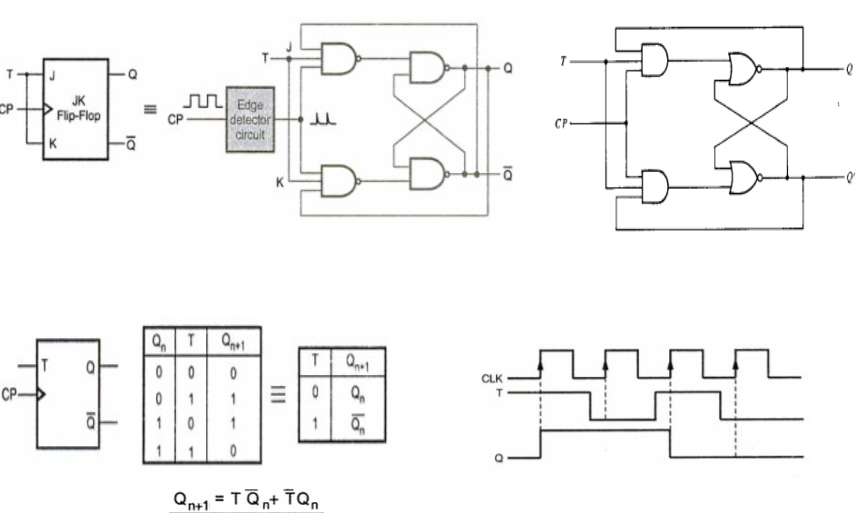 T
J
Q
JK
Flip-Flop
CP
K
Q̅
≡
J
T
Edge
detector
circuit
CP
K
Q
Q̅
T
CP
Q
Q'
T
Q
CP
Q̅
Qn T Qn+1
0 0 0
0 1 1
1 0 1
1 1 0
≡
T Qn+1
0 Qn
1 Q̅n
Qn+1 = T Q̅n + T̅Qn
CLK
T
Q